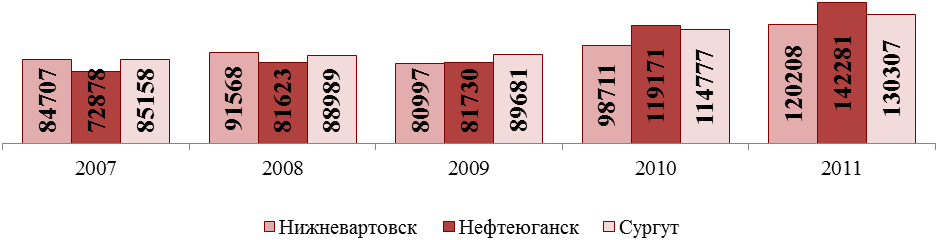 84707 72878 85158 91568 81623 88989 80997 81730 89681 98711 119171 114777 120208 142281 130307
2007 2008 2009 2010 2011
Нижневартовск Нефтеюганск Сургут